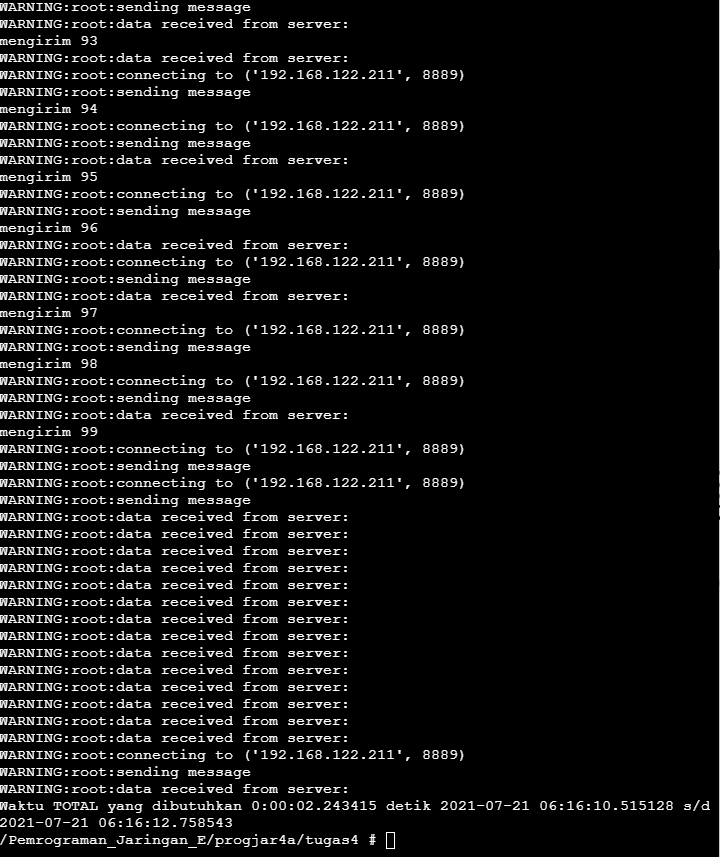 WARNING:root:sending message
WARNING:root:data received from server:
mengirim 93
WARNING:root:data received from server:
WARNING:root:connecting to ('192.168.122.211', 8889)
WARNING:root:sending message
mengirim 94
WARNING:root:connecting to ('192.168.122.211', 8889)
WARNING:root:sending message
WARNING:root:data received from server:
mengirim 95
WARNING:root:connecting to ('192.168.122.211', 8889)
WARNING:root:sending message
mengirim 96
WARNING:root:data received from server:
WARNING:root:connecting to ('192.168.122.211', 8889)
WARNING:root:sending message
WARNING:root:data received from server:
mengirim 97
WARNING:root:connecting to ('192.168.122.211', 8889)
WARNING:root:sending message
mengirim 98
WARNING:root:connecting to ('192.168.122.211', 8889)
WARNING:root:sending message
WARNING:root:data received from server:
mengirim 99
WARNING:root:connecting to ('192.168.122.211', 8889)
WARNING:root:sending message
WARNING:root:connecting to ('192.168.122.211', 8889)
WARNING:root:sending message
WARNING:root:data received from server:
WARNING:root:data received from server:
WARNING:root:data received from server:
WARNING:root:data received from server:
WARNING:root:data received from server:
WARNING:root:data received from server:
WARNING:root:data received from server:
WARNING:root:data received from server:
WARNING:root:data received from server:
WARNING:root:data received from server:
WARNING:root:data received from server:
WARNING:root:data received from server:
WARNING:root:data received from server:
WARNING:root:data received from server:
WARNING:root:connecting to ('192.168.122.211', 8889)
WARNING:root:sending message
WARNING:root:data received from server:
Waktu TOTAL yang dibutuhkan 0:00:02.243415 detik 2021-07-21 06:16:10.515128 s/d
2021-07-21 06:16:12.758543
/Pemrograman_Jaringan_E/progjar4a/tugas4 #